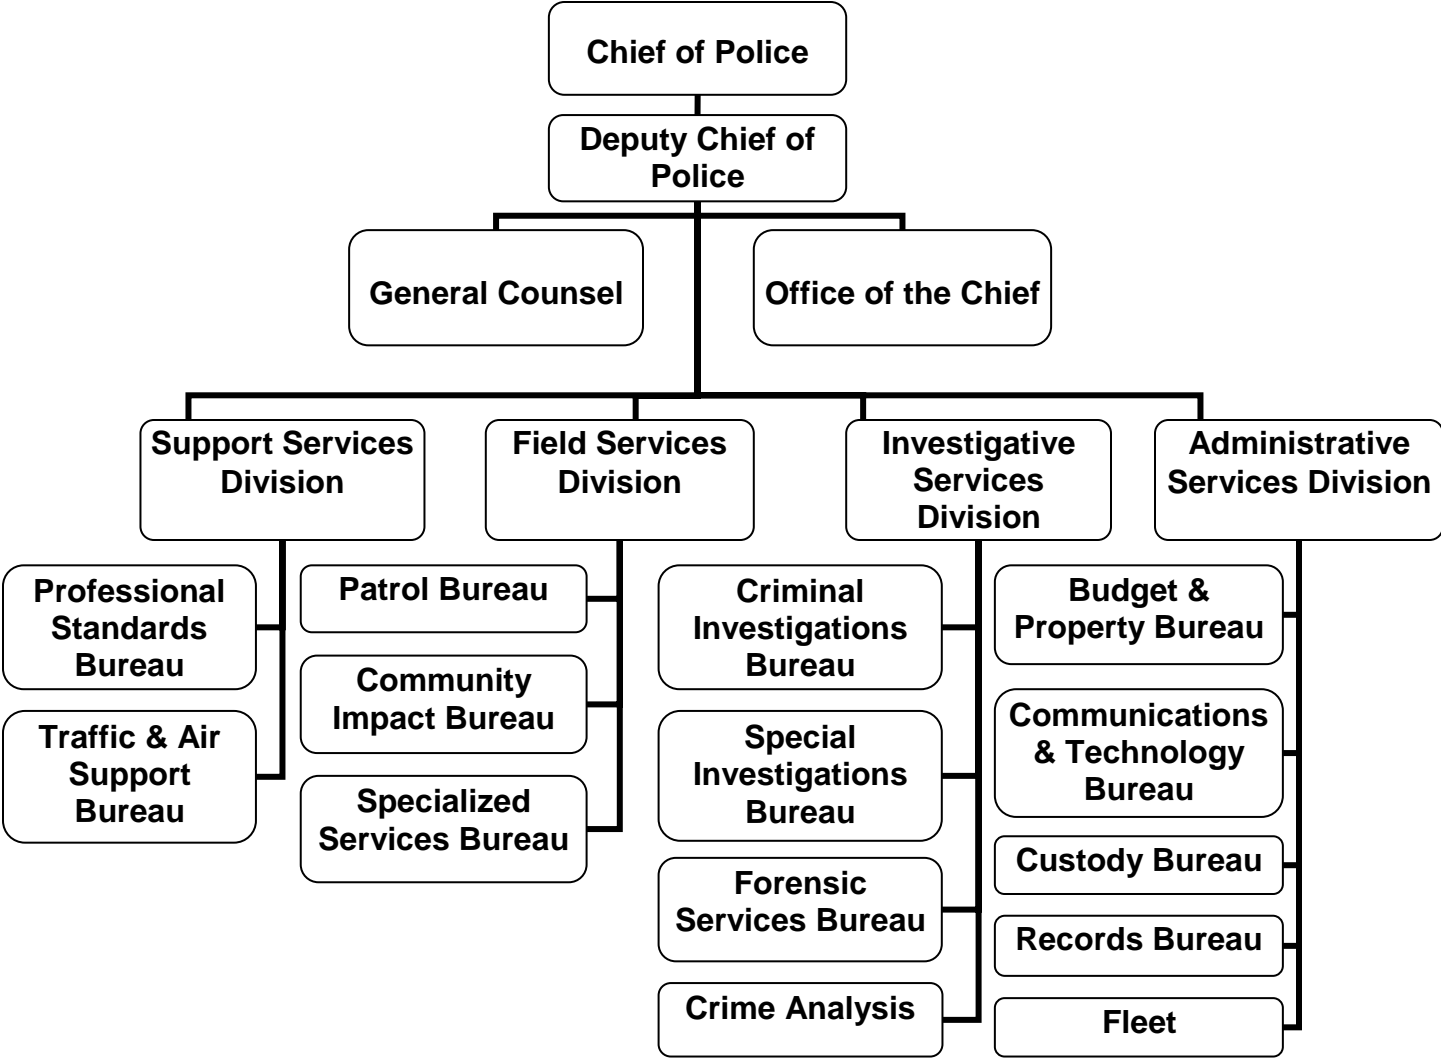 Chief of Police
Deputy Chief of
Police
General Counsel
Office of the Chief
Support Services
Division
Field Services
Division
Investigative
Services
Division
Administrative
Services Division
Professional
Standards
Bureau
Traffic & Air
Support
Bureau
Patrol Bureau
Community
Impact Bureau
Specialized
Services Bureau
Criminal
Investigations
Bureau
Special
Investigations
Bureau
Forensic
Services Bureau
Crime Analysis
Budget &
Property Bureau
Communications
& Technology
Bureau
Custody Bureau
Records Bureau
Fleet